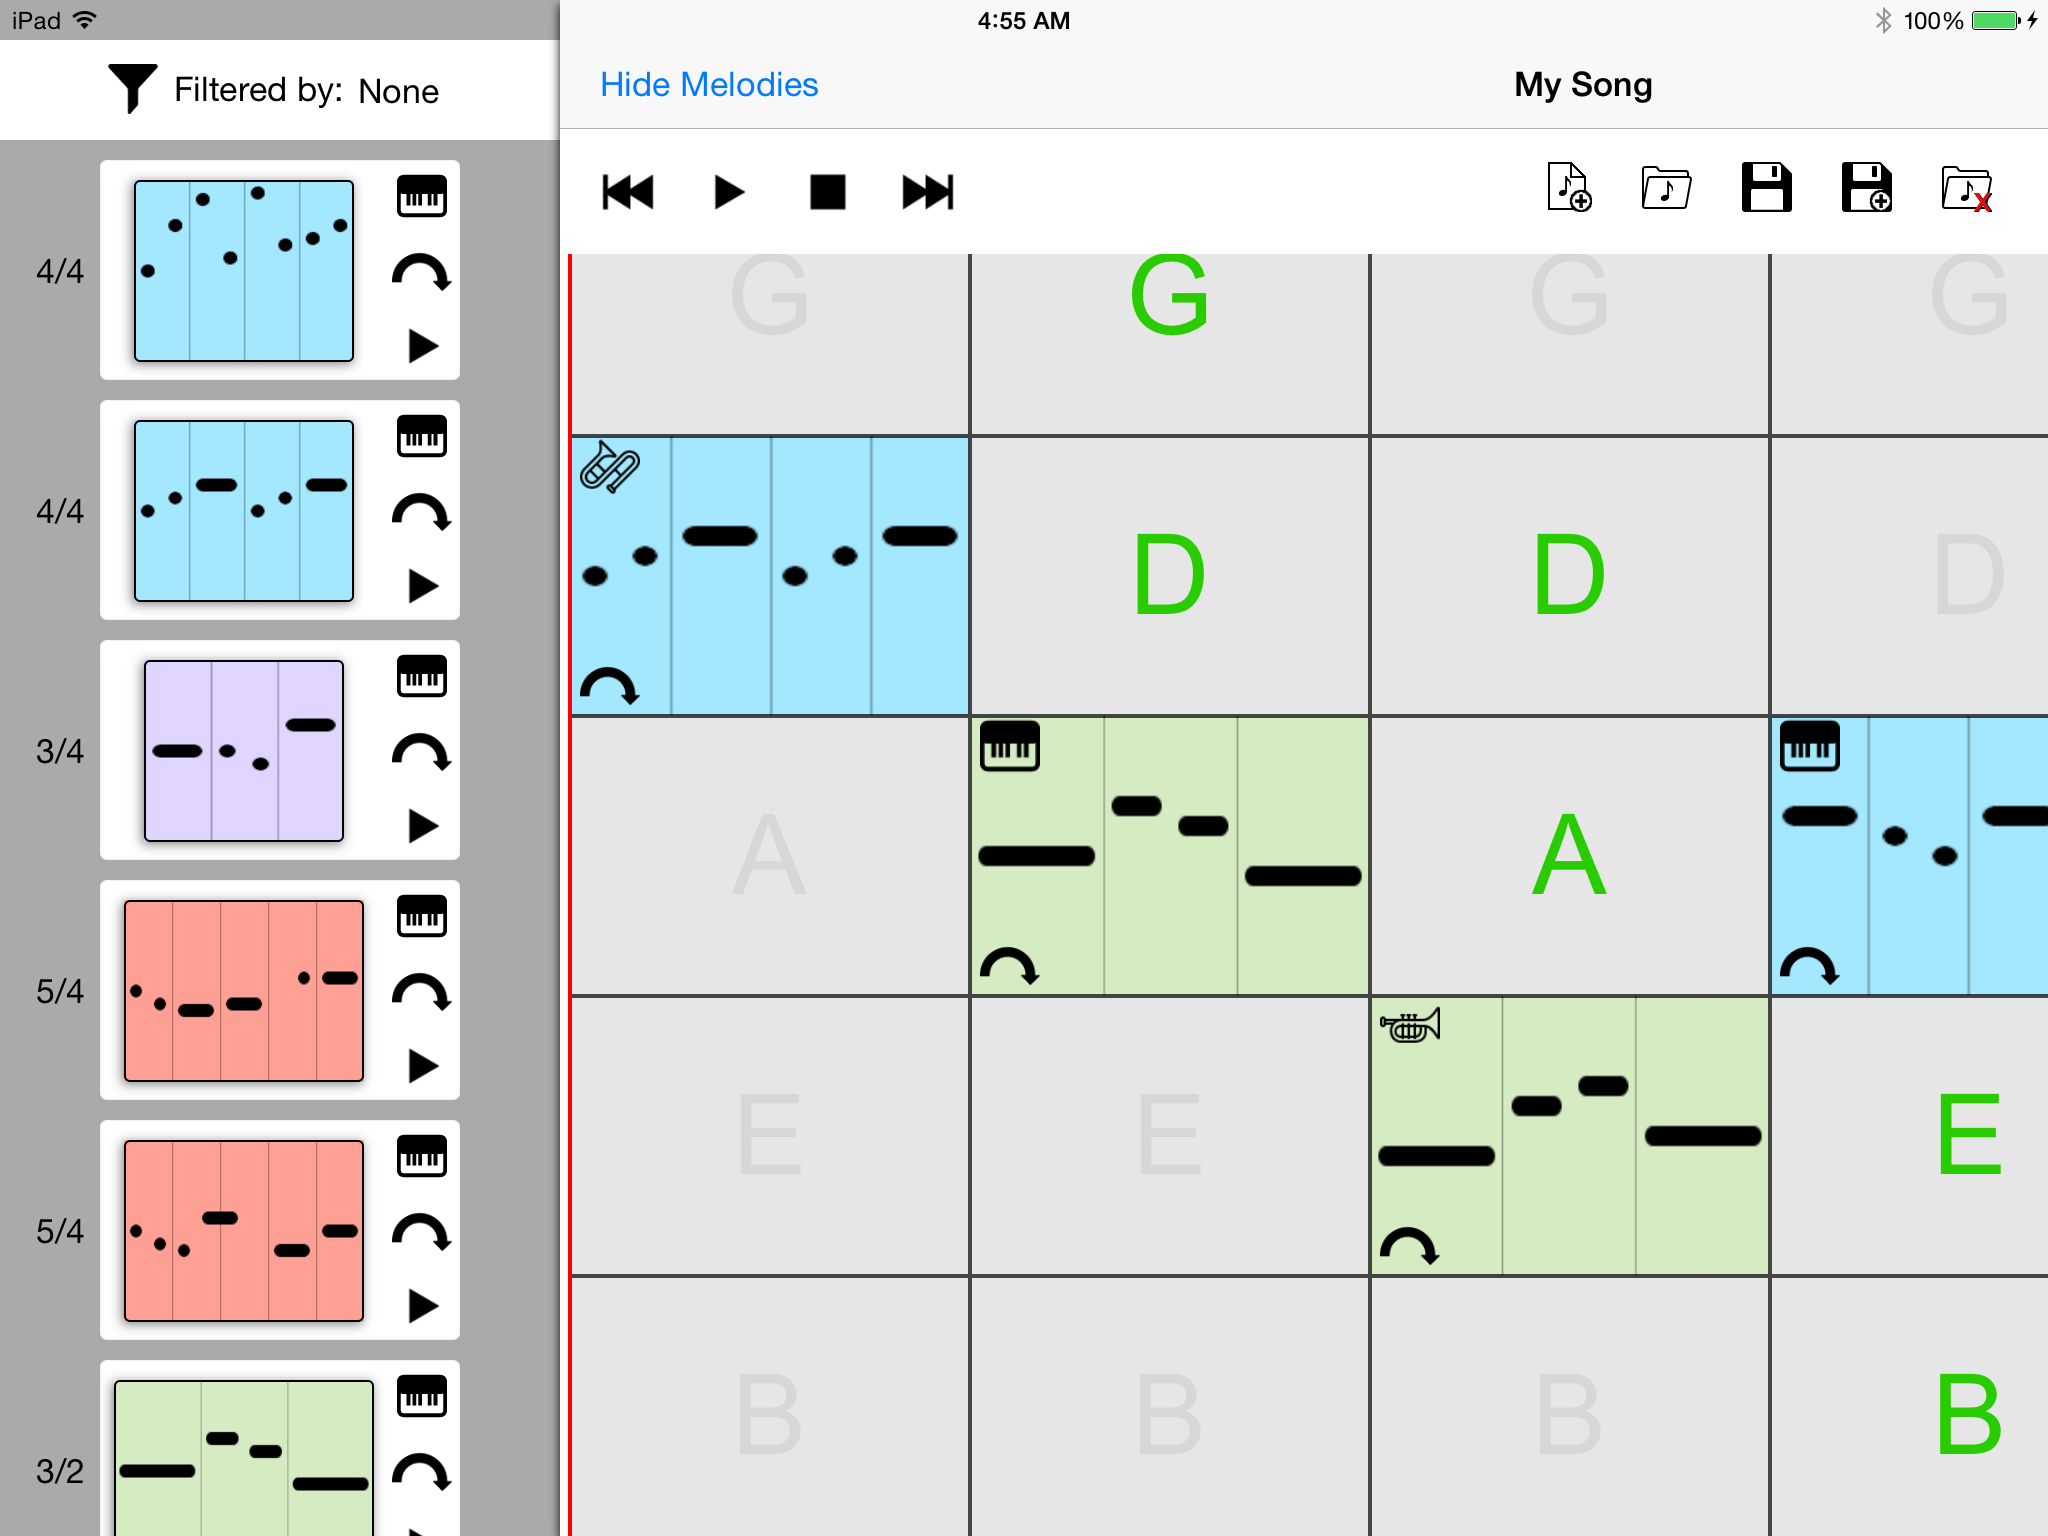 iPad 4:55 AM 100%
Filtered by: None
Hide Melodies My Song
4/4
4/4
3/4
5/4
5/4
3/2
G G G G
D D D
A A
E E E
B B B B